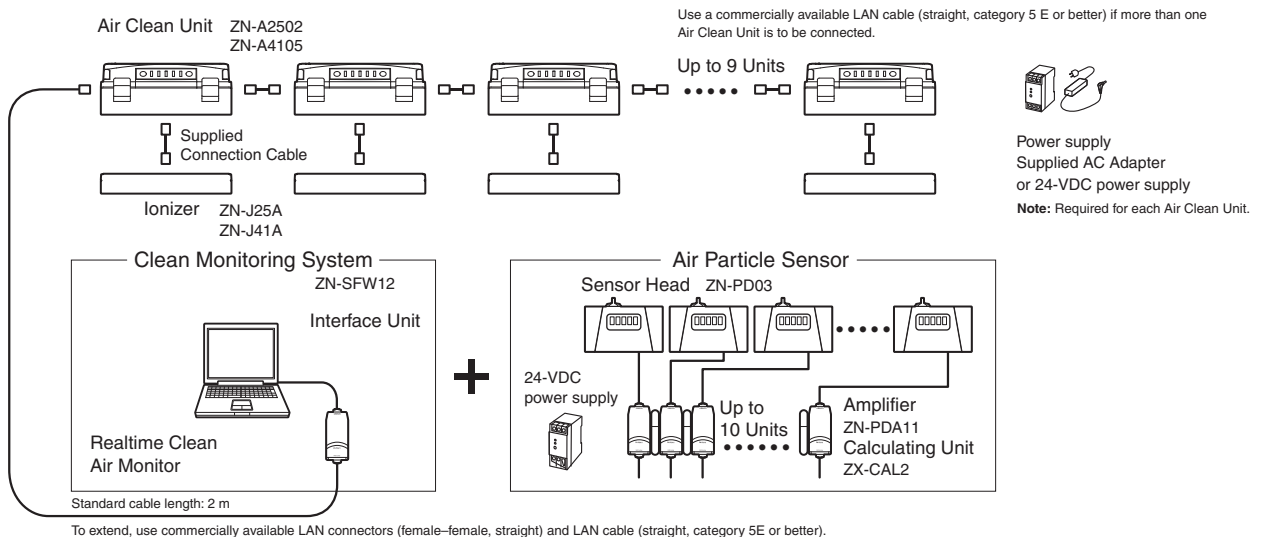 Air Clean Unit ZN-A2502
ZN-A4105
Use a commercially available LAN cable (straight, category 5 E or better) if more than one
Air Clean Unit is to be connected.
Up to 9 Units
Supplied
Connection Cable
Power supply
Supplied AC Adapter
or 24-VDC power supply
Note: Required for each Air Clean Unit.
Ionizer ZN-J25A
ZN-J41A
Clean Monitoring System
ZN-SFW12
Interface Unit
Realtime Clean
Air Monitor
Standard cable length: 2 m
Air Particle Sensor
Sensor Head ZN-PD03
24-VDC
power supply
Up to
10 Units
Amplifier
ZN-PDA11
Calculating Unit
ZX-CAL2
To extend, use commercially available LAN connectors (female–female, straight) and LAN cable (straight, category 5E or better).